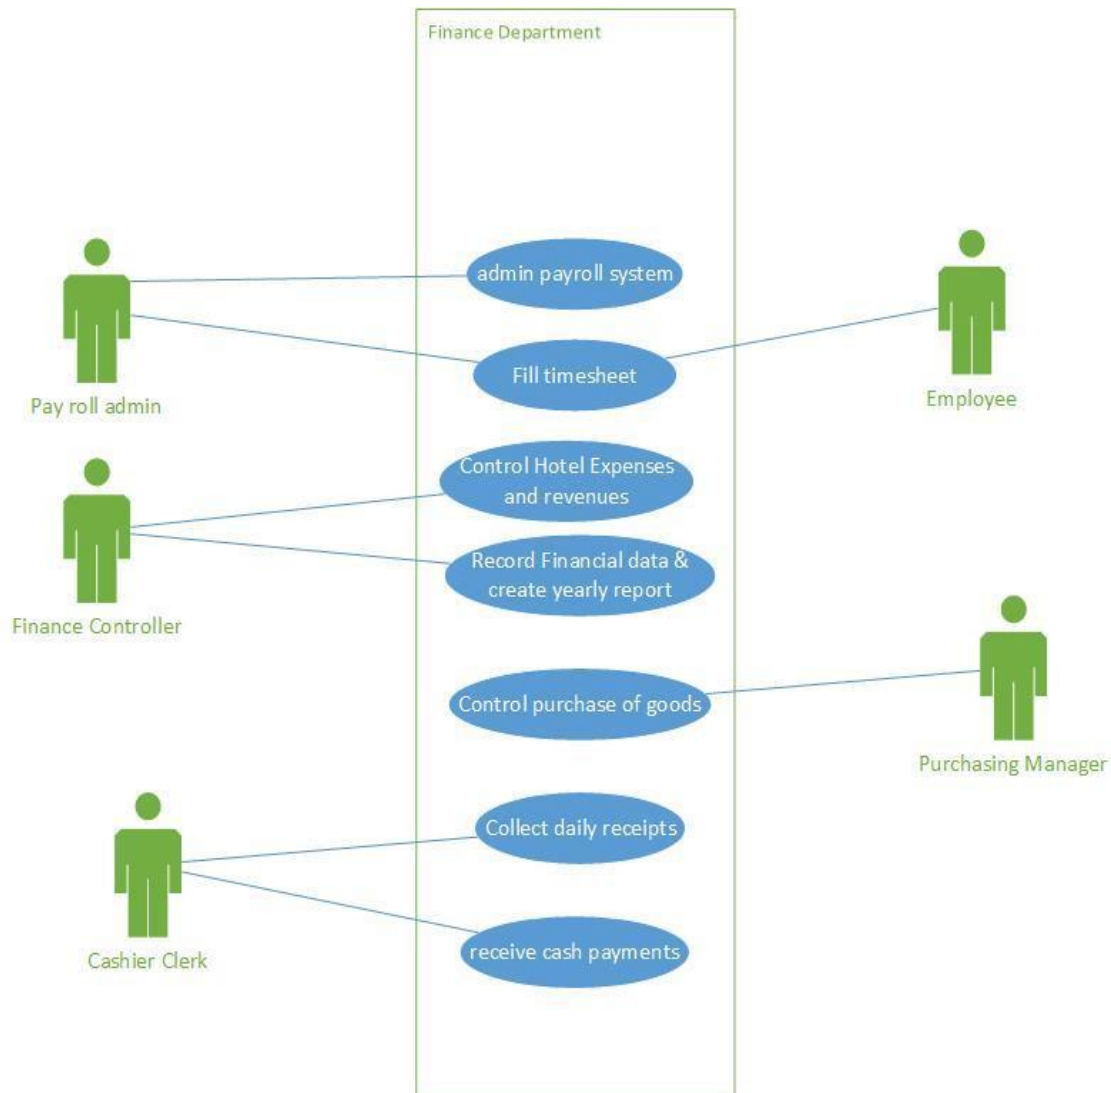 Finance Department
admin payroll system
Fill timesheet
Pay roll admin
Employee
Control Hotel Expenses
and revenues
Record Financial data &
create yearly report
Finance Controller
Control purchase of goods
Purchasing Manager
Collect daily receipts
receive cash payments
Cashier Clerk